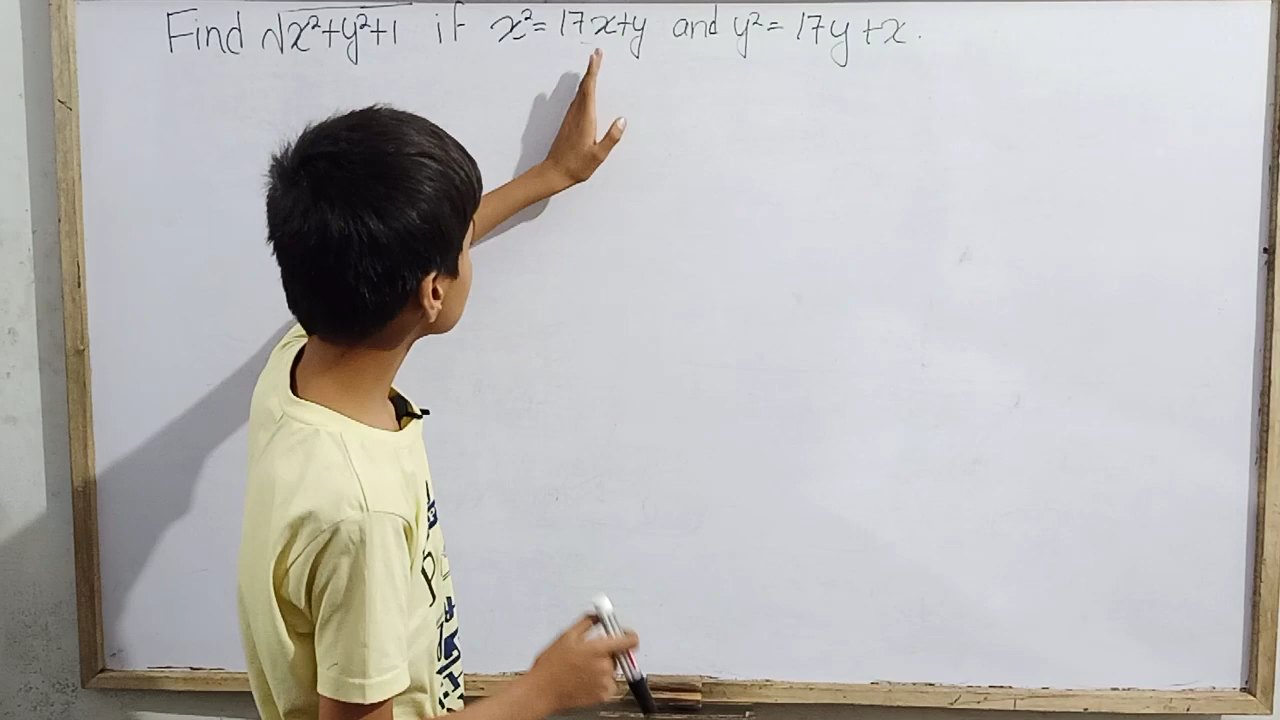 Find √x²+y²+1 if x²=17x+y and y²=17y+x.